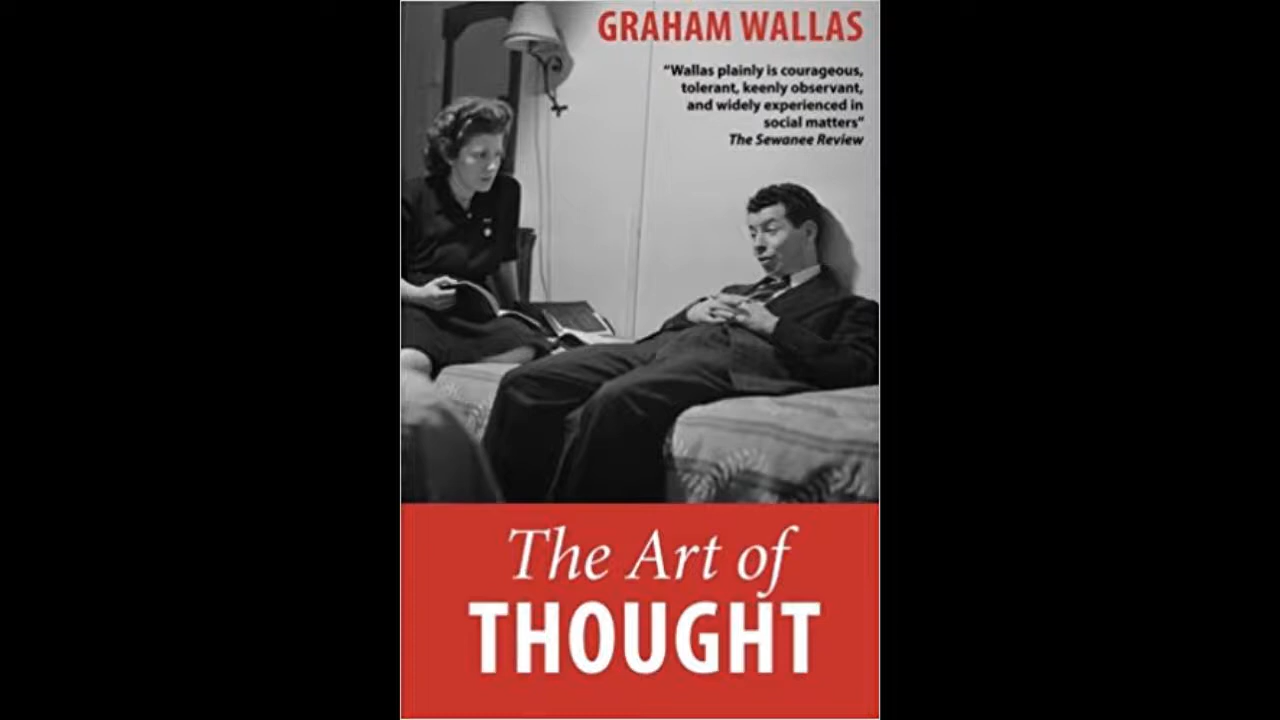 GRAHAM WALLAS
“Wallas plainly is courageous,
tolerant, keenly observant,
and widely experienced in
social matters”
The Sewanee Review
The Art of
THOUGHT